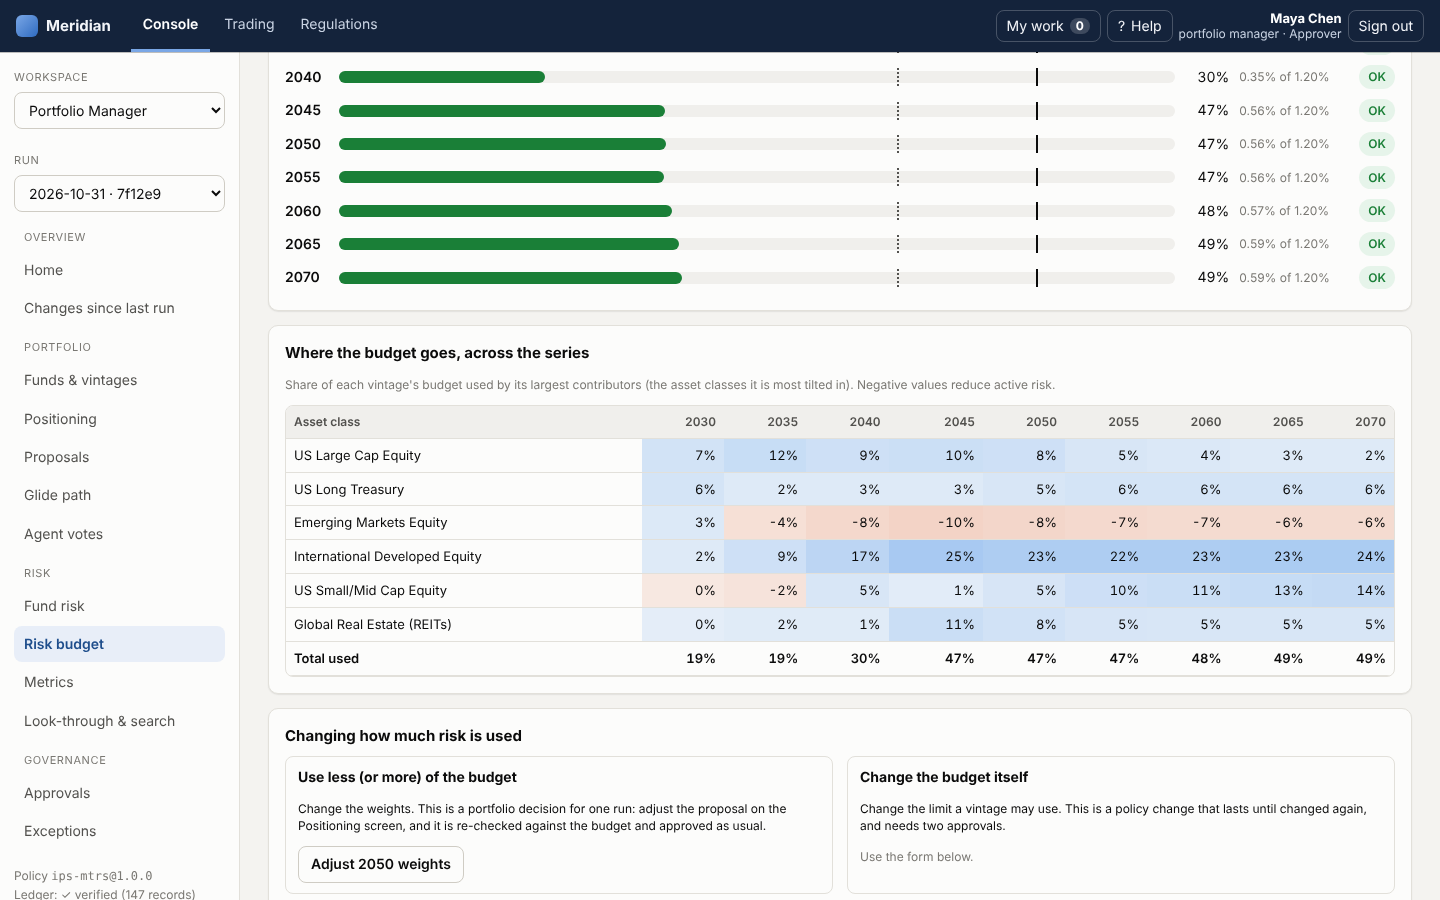 Meridian
Console
Trading
Regulations
My work 0
? Help
Maya Chen
portfolio manager · Approver
Sign out
WORKSPACE
Portfolio Manager
RUN
2026-10-31 · 7f12e9
OVERVIEW
Home
Changes since last run
PORTFOLIO
Funds & vintages
Positioning
Proposals
Glide path
Agent votes
RISK
Fund risk
Risk budget
Metrics
Look-through & search
GOVERNANCE
Approvals
Exceptions
Policy ips-mtrs@1.0.0
Ledger: ✓ verified (147 records)
2040 30% 0.35% of 1.20% OK
2045 47% 0.56% of 1.20% OK
2050 47% 0.56% of 1.20% OK
2055 47% 0.56% of 1.20% OK
2060 48% 0.57% of 1.20% OK
2065 49% 0.59% of 1.20% OK
2070 49% 0.59% of 1.20% OK
Where the budget goes, across the series
Share of each vintage's budget used by its largest contributors (the asset classes it is most tilted in). Negative values reduce active risk.
Asset class 2030 2035 2040 2045 2050 2055 2060 2065 2070
US Large Cap Equity 7% 12% 9% 10% 8% 5% 4% 3% 2%
US Long Treasury 6% 2% 3% 3% 5% 6% 6% 6% 6%
Emerging Markets Equity 3% -4% -8% -10% -8% -7% -7% -6% -6%
International Developed Equity 2% 9% 17% 25% 23% 22% 23% 23% 24%
US Small/Mid Cap Equity 0% -2% 5% 1% 5% 10% 11% 13% 14%
Global Real Estate (REITs) 0% 2% 1% 11% 8% 5% 5% 5% 5%
Total used 19% 19% 30% 47% 47% 47% 48% 49% 49%
Changing how much risk is used
Use less (or more) of the budget
Change the weights. This is a portfolio decision for one run: adjust the proposal on the
Positioning screen, and it is re-checked against the budget and approved as usual.
Adjust 2050 weights
Change the budget itself
Change the limit a vintage may use. This is a policy change that lasts until changed again,
and needs two approvals.
Use the form below.